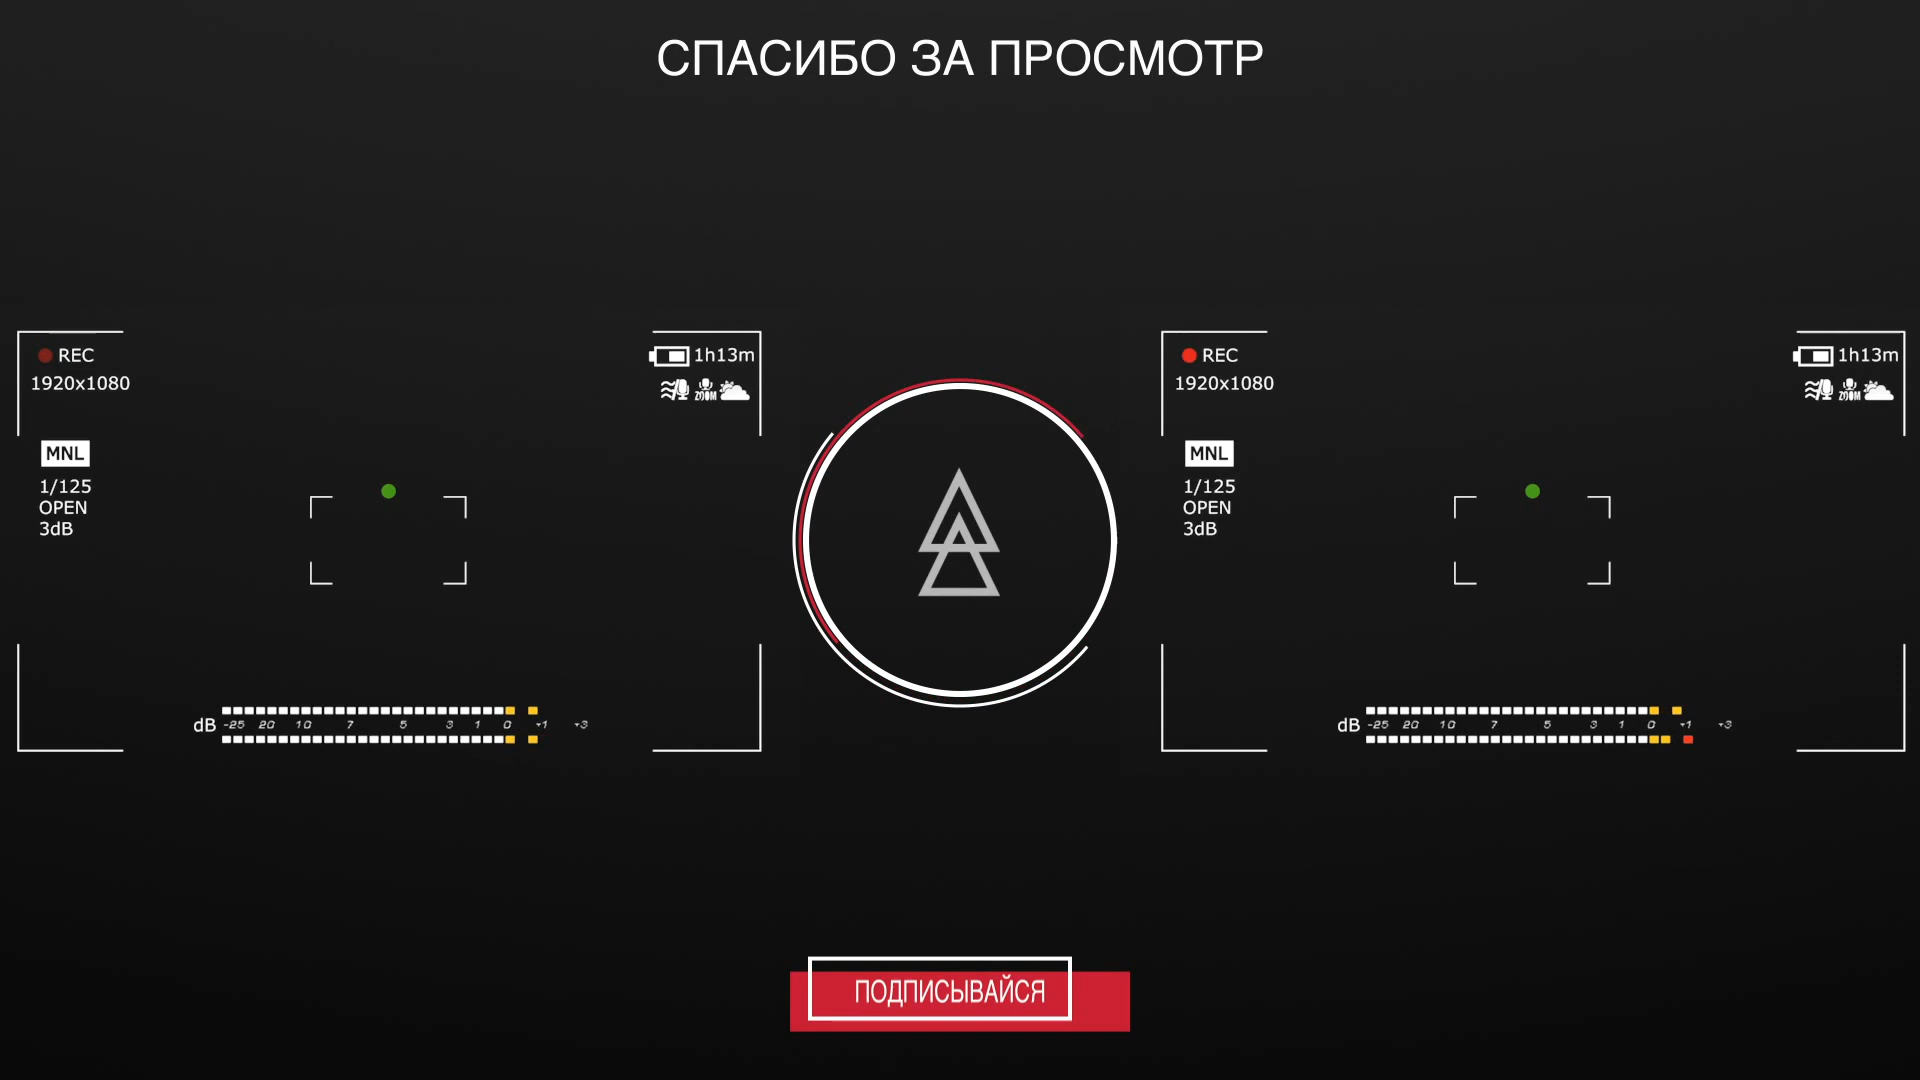 СПАСИБО ЗА ПРОСМОТР
REC
1920x1080
1h13m
ZOOM
MNL
1/125
OPEN
3dB
dB -25 20 10 7 5 3 1 0 +1 +3
REC
1920x1080
1h13m
ZOOM
MNL
1/125
OPEN
3dB
dB -25 20 10 7 5 3 1 0 +1 +3
ПОДПИСЫВАЙСЯ